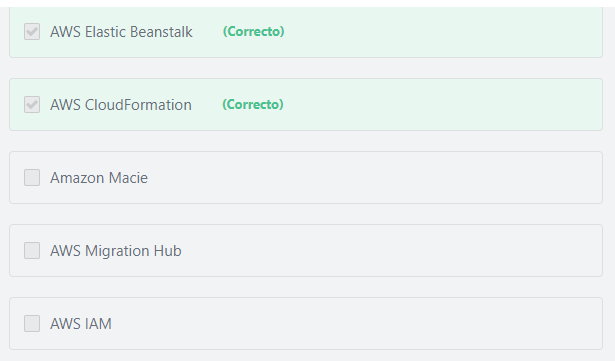 AWS Elastic Beanstalk (Correcto)
AWS CloudFormation (Correcto)
Amazon Macie
AWS Migration Hub
AWS IAM